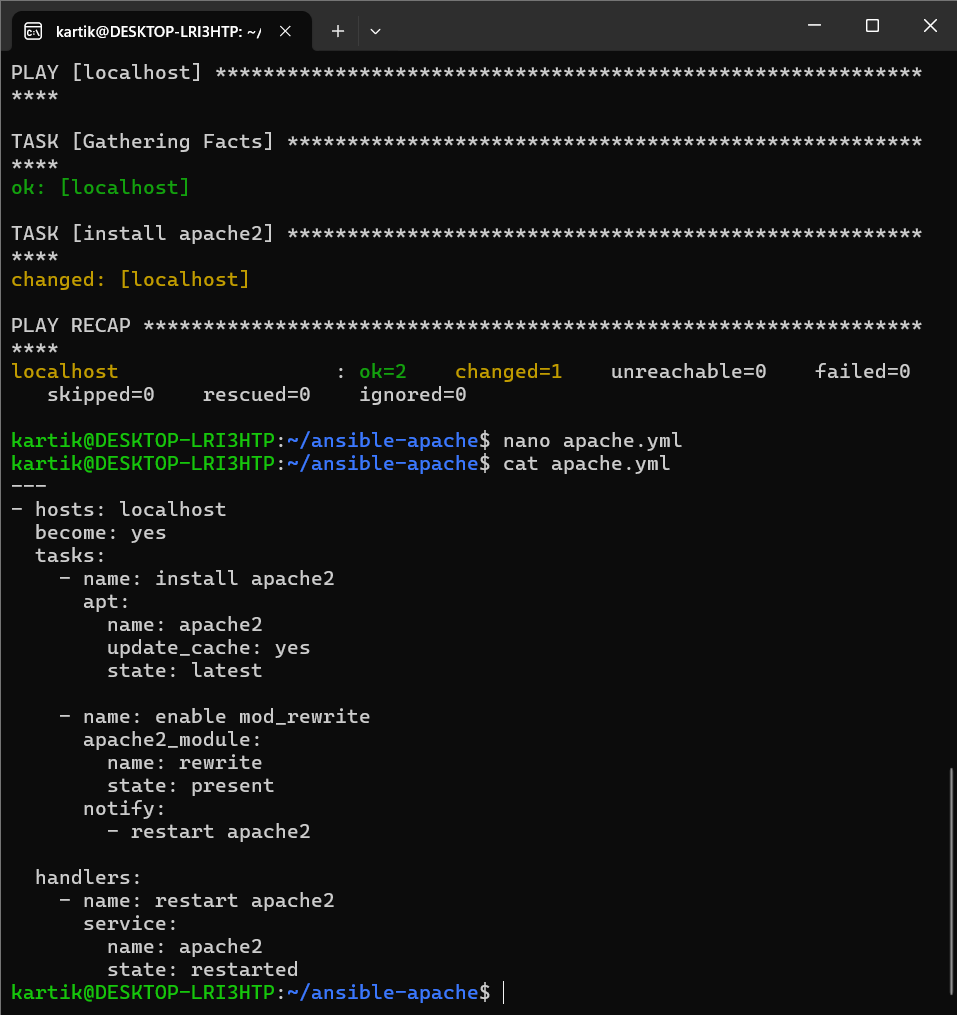 kartik@DESKTOP-LRI3HTP: ~/
PLAY [localhost] ***********************************************************
****
TASK [Gathering Facts] *****************************************************
****
ok: [localhost]
TASK [install apache2] *****************************************************
****
changed: [localhost]
PLAY RECAP *****************************************************************
****
localhost                  : ok=2    changed=1    unreachable=0    failed=0
   skipped=0    rescued=0    ignored=0
kartik@DESKTOP-LRI3HTP:~/ansible-apache$ nano apache.yml
kartik@DESKTOP-LRI3HTP:~/ansible-apache$ cat apache.yml
---
- hosts: localhost
  become: yes
  tasks:
    - name: install apache2
      apt:
        name: apache2
        update_cache: yes
        state: latest
    - name: enable mod_rewrite
      apache2_module:
        name: rewrite
        state: present
      notify:
        - restart apache2
  handlers:
    - name: restart apache2
      service:
        name: apache2
        state: restarted
kartik@DESKTOP-LRI3HTP:~/ansible-apache$